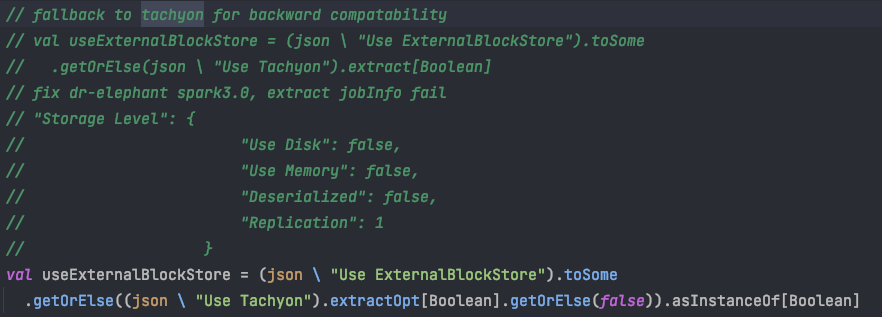 // fallback to tachyon for backward compatability
// val useExternalBlockStore = (json \ "Use ExternalBlockStore").toSome
//   .getOrElse(json \ "Use Tachyon").extract[Boolean]
// fix dr-elephant spark3.0, extract jobInfo fail
// "Storage Level": {
//                       "Use Disk": false,
//                       "Use Memory": false,
//                       "Deserialized": false,
//                       "Replication": 1
//                   }
val useExternalBlockStore = (json \ "Use ExternalBlockStore").toSome
  .getOrElse((json \ "Use Tachyon").extractOpt[Boolean].getOrElse(false)).asInstanceOf[Boolean]